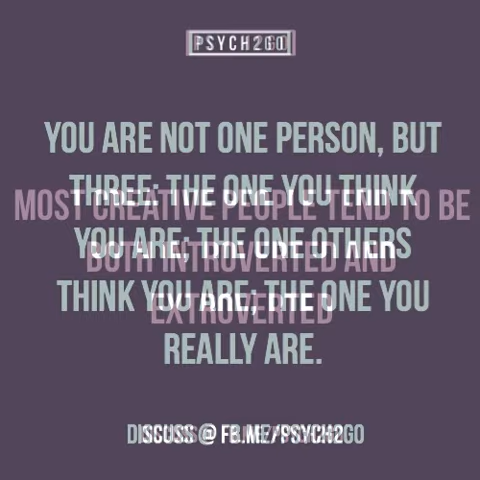 PSYCH2GO
YOU ARE NOT ONE PERSON, BUT
THREE: THE ONE YOU THINK
MOST CREATIVE PEOPLE TEND TO BE
YOU ARE; THE ONE OTHERS
BOTH INTROVERTED AND
THINK YOU ARE; THE ONE YOU
EXTROVERTED
REALLY ARE.
DISCUSS @ FB.ME/PSYCH2GO